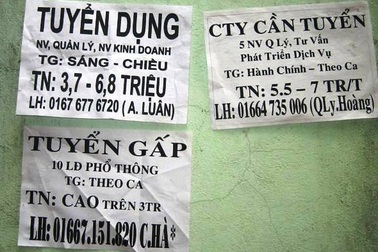 TUYỂN DỤNG
NV, QUẢN LÝ, NV KINH DOANH
TG: SÁNG - CHIỀU
TN: 3,7 - 6,8 TRIỆU
LH: 0167 677 6720 ( A. LUÂN)
CTY CẦN TUYỂN
5 NV Q Lý, Tư Vấn
Phát Triển Dịch Vụ
TG: Hành Chính - Theo Ca
TN: 5.5 - 7 TR/T
LH: 01664 735 006 (QLy.Hoàng)
TUYỂN GẤP
10 LĐ PHỔ THÔNG
TG: THEO CA
TN: CAO TRÊN 3TR
LH: 01667.151.820 C.HÀ*